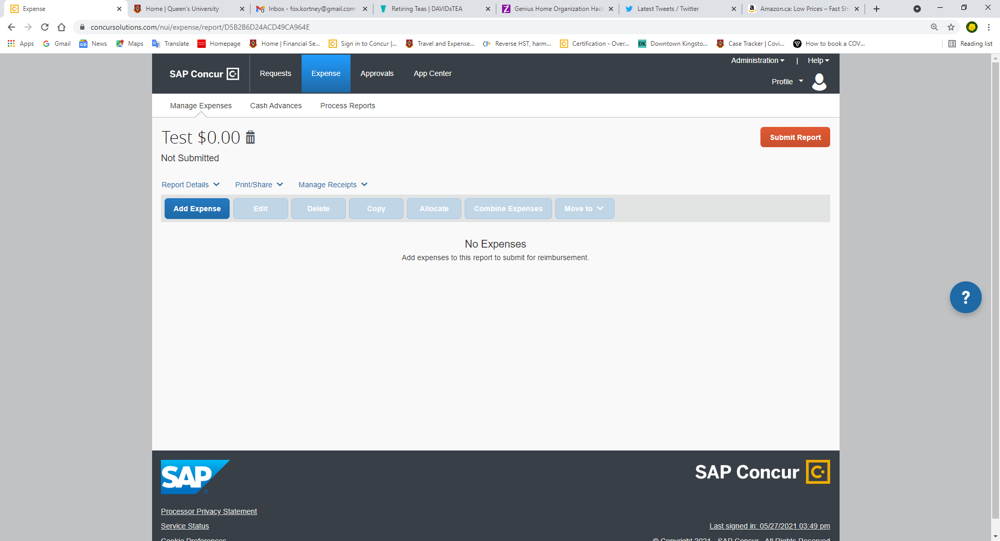 Expense
Home | Queen's University
Inbox - fox.kortney@gmail.com
Retiring Teas | DAVIDsTEA
Genius Home Organization Hac
Latest Tweets / Twitter
Amazon.ca: Low Prices – Fast Sh
concursolutions.com/nui/expense/report/D5B2B6D24ACD49CA964E
Apps
Gmail
News
Maps
Translate
Homepage
Home | Financial Se...
Sign in to Concur |...
Travel and Expense...
Reverse HST, harm...
Certification - Over...
DK Downtown Kingsto...
Case Tracker | Covi...
How to book a COV...
Reading list
SAP Concur
Requests
Expense
Approvals
App Center
Administration
|
Help
Profile
Manage Expenses
Cash Advances
Process Reports
Test $0.00
Submit Report
Not Submitted
Report Details
Print/Share
Manage Receipts
Add Expense
Edit
Delete
Copy
Allocate
Combine Expenses
Move to
No Expenses
Add expenses to this report to submit for reimbursement.
?
SAP
SAP Concur
Processor Privacy Statement
Service Status
Last signed in: 05/27/2021 03:49 pm
Cookie Preferences
© Copyright 2021 - SAP Concur - All Rights Reserved